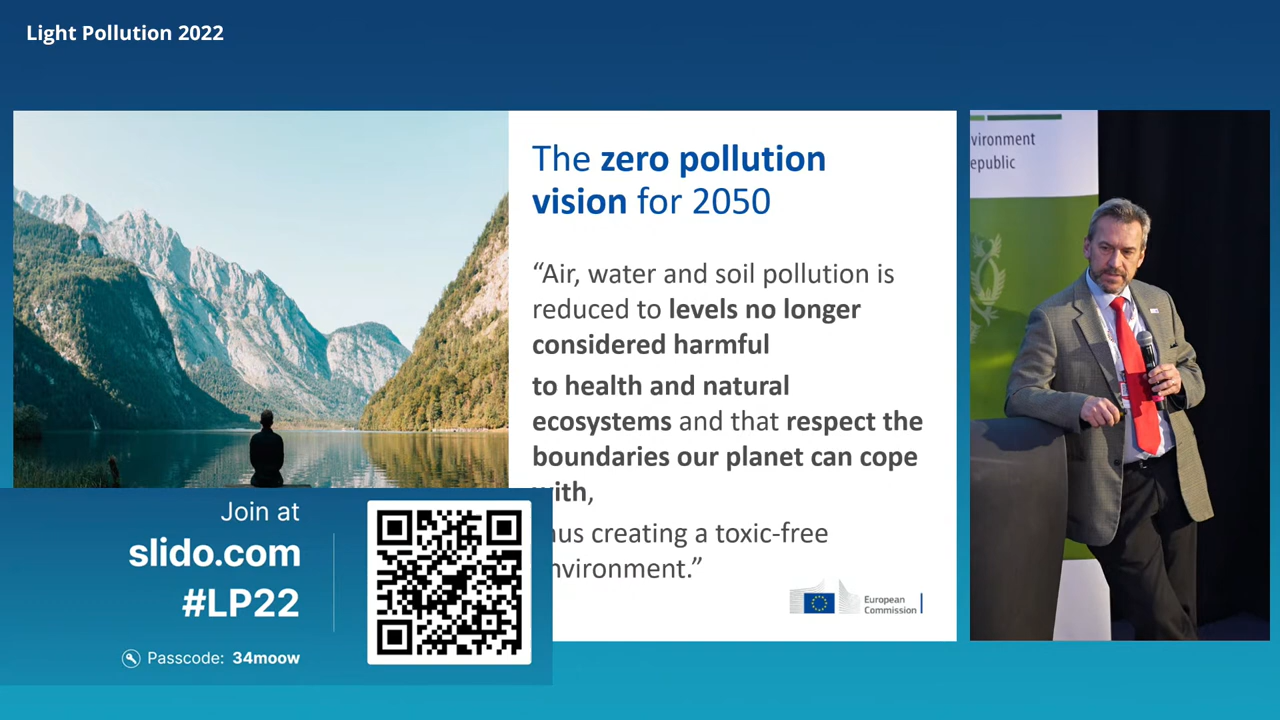 Light Pollution 2022
The zero pollution
vision for 2050
“Air, water and soil pollution is
reduced to levels no longer
considered harmful
to health and natural
ecosystems and that respect the
boundaries our planet can cope
with,
hus creating a toxic-free
nvironment.”
European
Commission
Join at
slido.com
#LP22
Passcode: 34moow
vironment
epublic